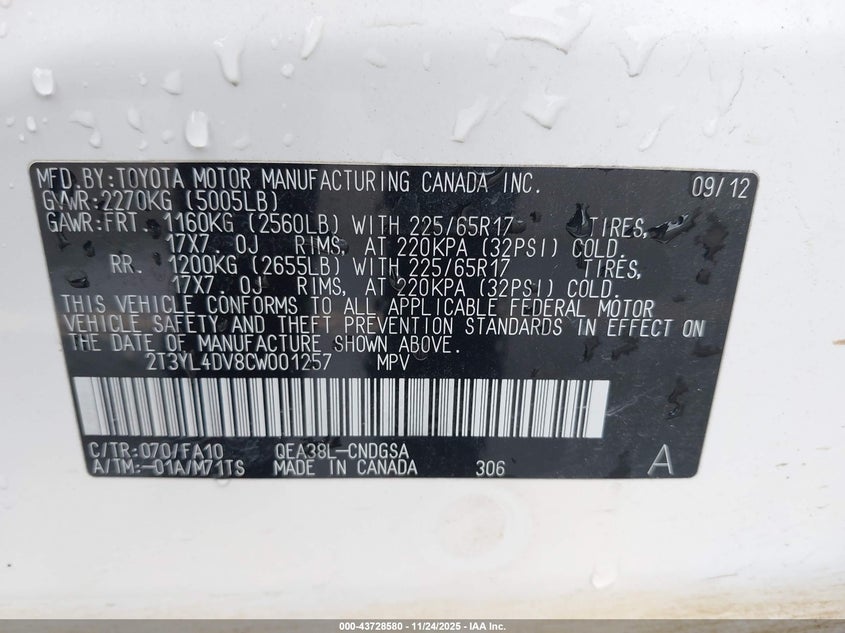 MFD.BY:TOYOTA MOTOR MANUFACTURING CANADA INC. 09/12
GVWR:2270KG (5005LB)
GAWR:FRT. 1160KG (2560LB) WITH 225/65R17 TIRES,
17X7.0J RIMS, AT 220KPA (32PSI) COLD.
RR. 1200KG (2655LB) WITH 225/65R17 TIRES,
17X7.0J RIMS, AT 220KPA (32PSI) COLD.
THIS VEHICLE CONFORMS TO ALL APPLICABLE FEDERAL MOTOR
VEHICLE SAFETY AND THEFT PREVENTION STANDARDS IN EFFECT ON
THE DATE OF MANUFACTURE SHOWN ABOVE.
2T3YL4DV8CW001257 MPV
C/TR:070/FA10 QEA38L-CNDGSA
A/TM:-01A/M71TS MADE IN CANADA 306 A
000-43728580 - 11/24/2025 - IAA Inc.